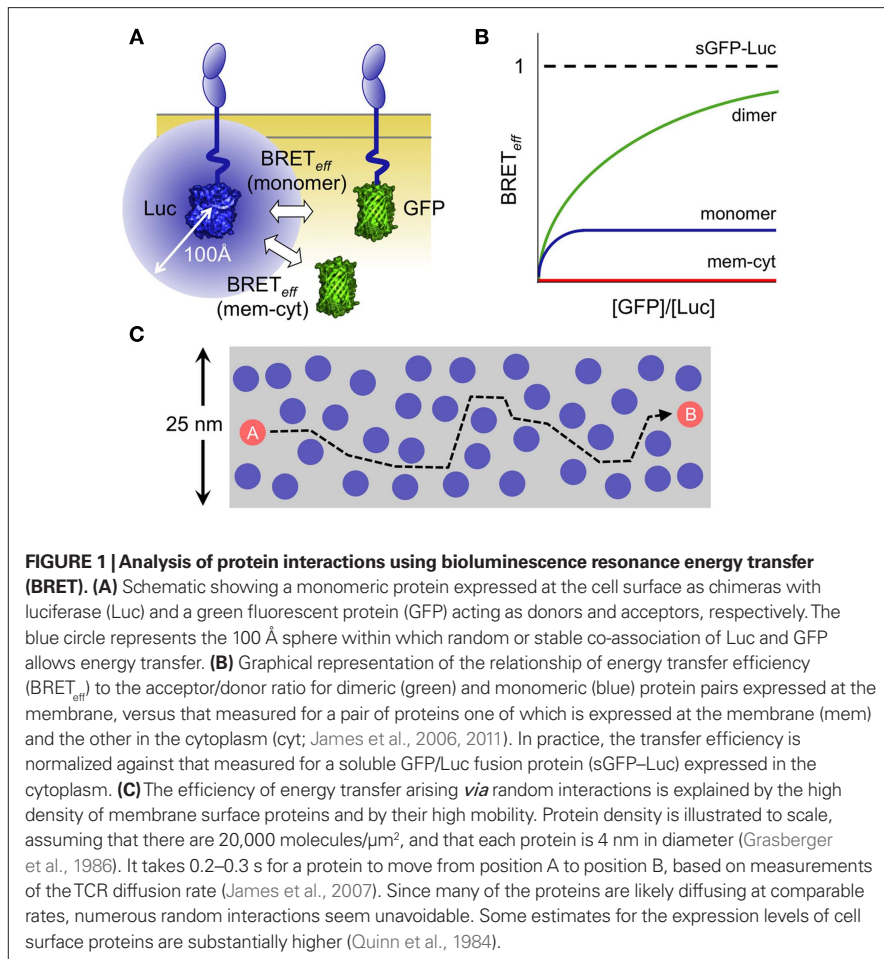 A
B
Luc
100Å
BRETeff
(monomer)
GFP
BRETeff
(mem-cyt)
BRETeff
1
sGFP-Luc
dimer
monomer
mem-cyt
[GFP]/[Luc]
C
25 nm
A
B
FIGURE 1 | Analysis of protein interactions using bioluminescence resonance energy transfer
(BRET). (A) Schematic showing a monomeric protein expressed at the cell surface as chimeras with
luciferase (Luc) and a green fluorescent protein (GFP) acting as donors and acceptors, respectively. The
blue circle represents the 100 Å sphere within which random or stable co-association of Luc and GFP
allows energy transfer. (B) Graphical representation of the relationship of energy transfer efficiency
(BRETeff) to the acceptor/donor ratio for dimeric (green) and monomeric (blue) protein pairs expressed at the
membrane, versus that measured for a pair of proteins one of which is expressed at the membrane (mem)
and the other in the cytoplasm (cyt; James et al., 2006, 2011). In practice, the transfer efficiency is
normalized against that measured for a soluble GFP/Luc fusion protein (sGFP–Luc) expressed in the
cytoplasm. (C) The efficiency of energy transfer arising via random interactions is explained by the high
density of membrane surface proteins and by their high mobility. Protein density is illustrated to scale,
assuming that there are 20,000 molecules/μm², and that each protein is 4 nm in diameter (Grasberger
et al., 1986). It takes 0.2–0.3 s for a protein to move from position A to position B, based on measurements
of the TCR diffusion rate (James et al., 2007). Since many of the proteins are likely diffusing at comparable
rates, numerous random interactions seem unavoidable. Some estimates for the expression levels of cell
surface proteins are substantially higher (Quinn et al., 1984).